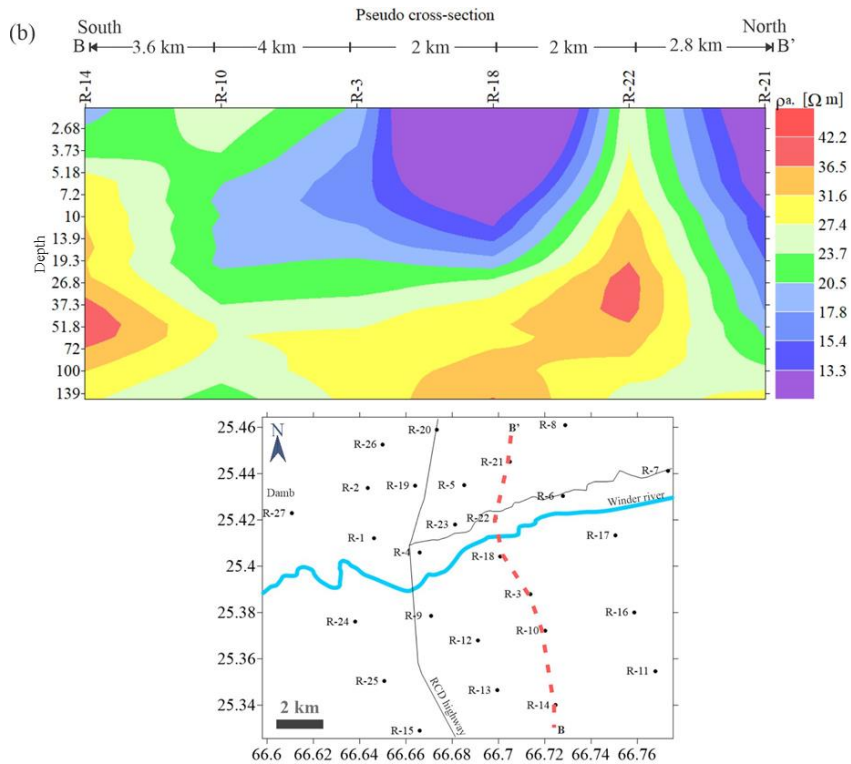 Pseudo cross-section
(b)
South
North
B 3.6 km 4 km 2 km 2 km 2.8 km B'
R-14 R-10 R-3 R-18 R-22 R-21
ρa, [Ω m]
Depth
2.68
3.73
5.18
7.2
10
13.9
19.3
26.8
37.3
51.8
72
100
139
42.2
36.5
31.6
27.4
23.7
20.5
17.8
15.4
13.3
25.46
25.44
25.42
25.4
25.38
25.36
25.34
N
R-20
B'
R-8
R-26
R-21
R-7
R-2
R-19
R-5
Damb
R-6
Winder river
R-27
R-22
R-23
R-1
R-17
R-4
R-18
R-3
R-24
R-9
R-16
R-10
R-12
R-11
R-25
R-13
R-14
RCD highway
2 km
R-15
B
66.6 66.62 66.64 66.66 66.68 66.7 66.72 66.74 66.76